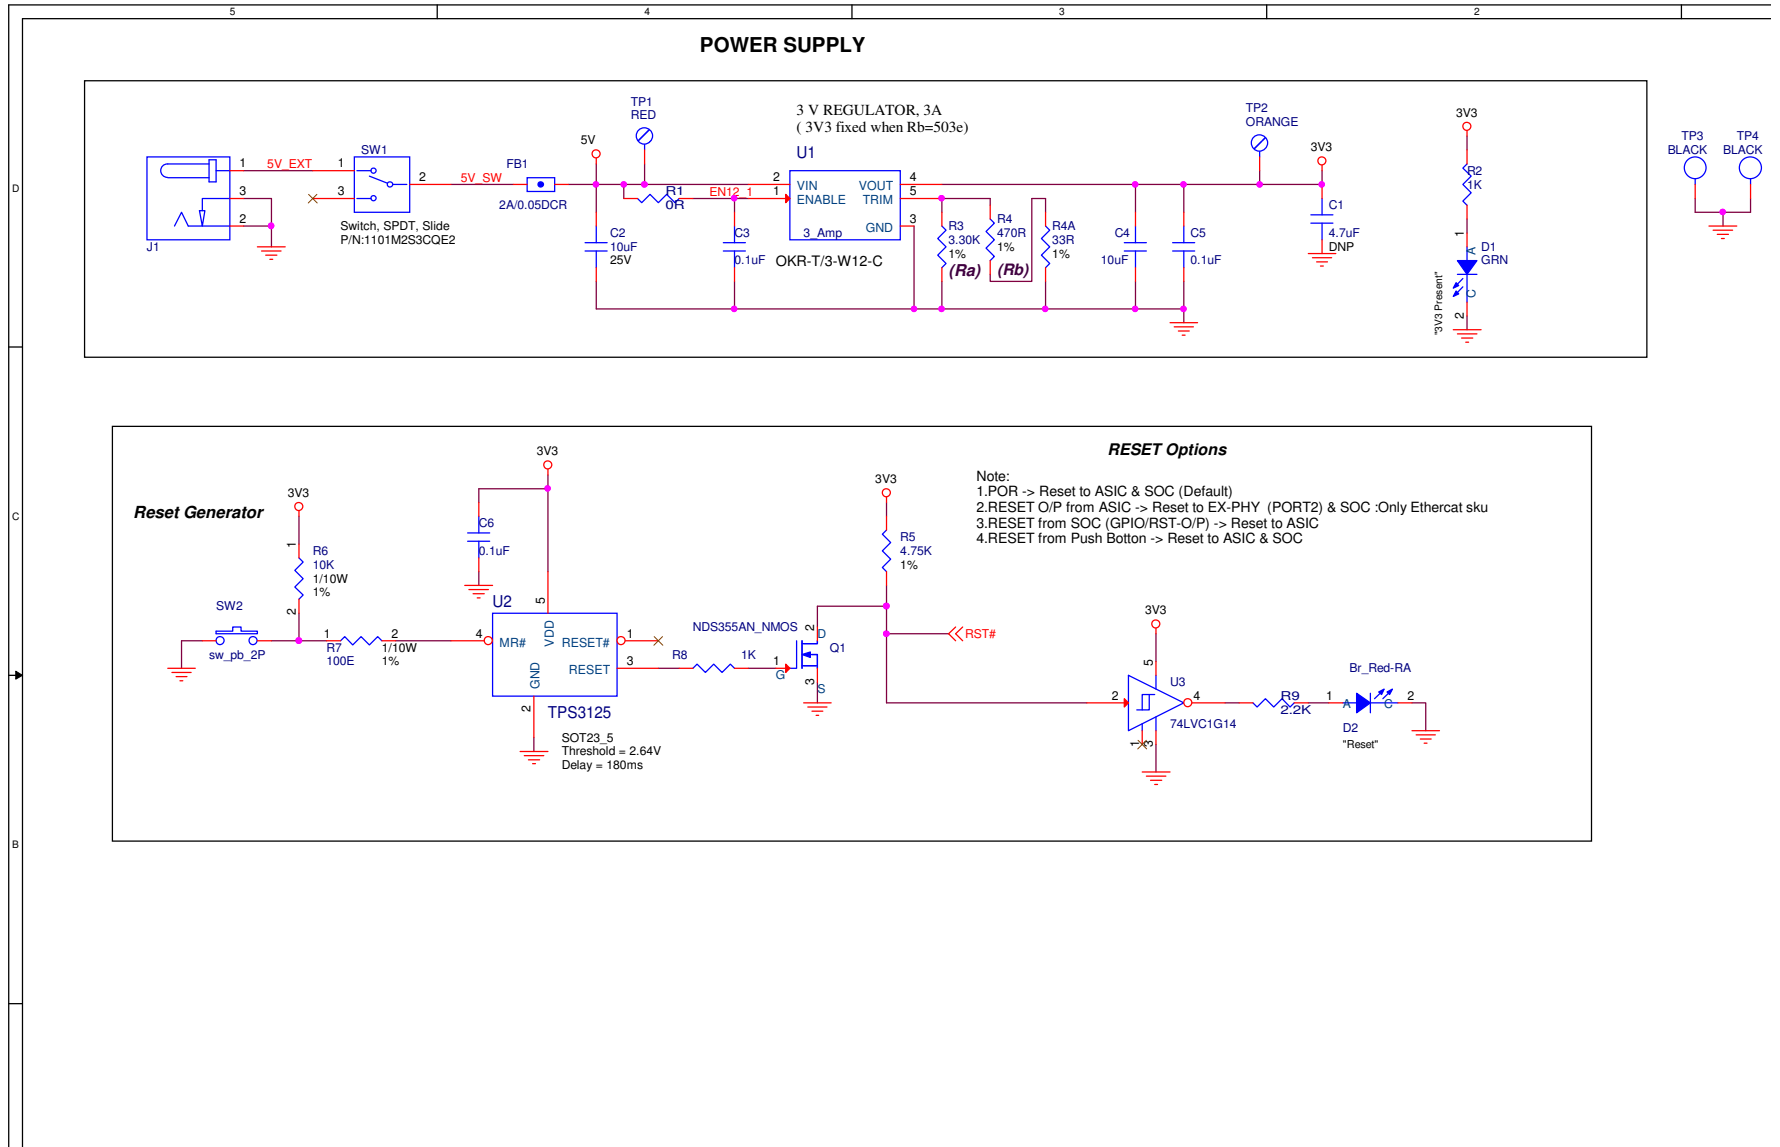 5
4
3
2
POWER SUPPLY
D
C
B
TP1
RED
3 V REGULATOR, 3A
( 3V3 fixed when Rb=503e)
TP2
ORANGE
3V3
TP3
BLACK
TP4
BLACK
5V
U1
3V3
SW1
FB1
1
5V_EXT
1
2
5V_SW
3
3
2
J1
Switch, SPDT, Slide
P/N:1101M2S3CQE2
2A/0.05DCR
R1
0R
EN12_1
2
1
VIN
ENABLE
VOUT
TRIM
GND
3_Amp
4
5
3
OKR-T/3-W12-C
C2
10uF
25V
C3
0.1uF
R3
3.30K
1%
(Ra)
R4
470R
1%
(Rb)
R4A
33R
1%
C4
10uF
C5
0.1uF
C1
4.7uF
DNP
R2
1K
1
A
D1
GRN
C
2
"3V3 Present"
RESET Options
Note:
1.POR -> Reset to ASIC & SOC (Default)
2.RESET O/P from ASIC -> Reset to EX-PHY (PORT2) & SOC :Only Ethercat sku
3.RESET from SOC (GPIO/RST-O/P) -> Reset to ASIC
4.RESET from Push Botton -> Reset to ASIC & SOC
Reset Generator
3V3
3V3
3V3
1
R6
10K
1/10W
1%
2
C6
0.1uF
R5
4.75K
1%
SW2
sw_pb_2P
1
R7
100E
2
1/10W
1%
U2
5
4
MR#
VDD
RESET#
1
RESET
3
GND
2
TPS3125
SOT23_5
Threshold = 2.64V
Delay = 180ms
R8
1K
NDS355AN_NMOS
2
D
Q1
1
G
3
S
RST#
3V3
5
U3
2
4
1
3
74LVC1G14
R9
2.2K
Br_Red-RA
1
A
C
2
D2
"Reset"